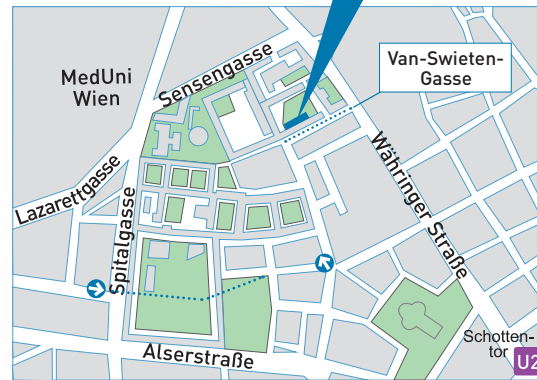 MedUni
Wien
Sensengasse
Van-Swieten-
Gasse
Lazarettgasse
Spitalgasse
Währinger Straße
Alserstraße
Schotten-
tor
U2